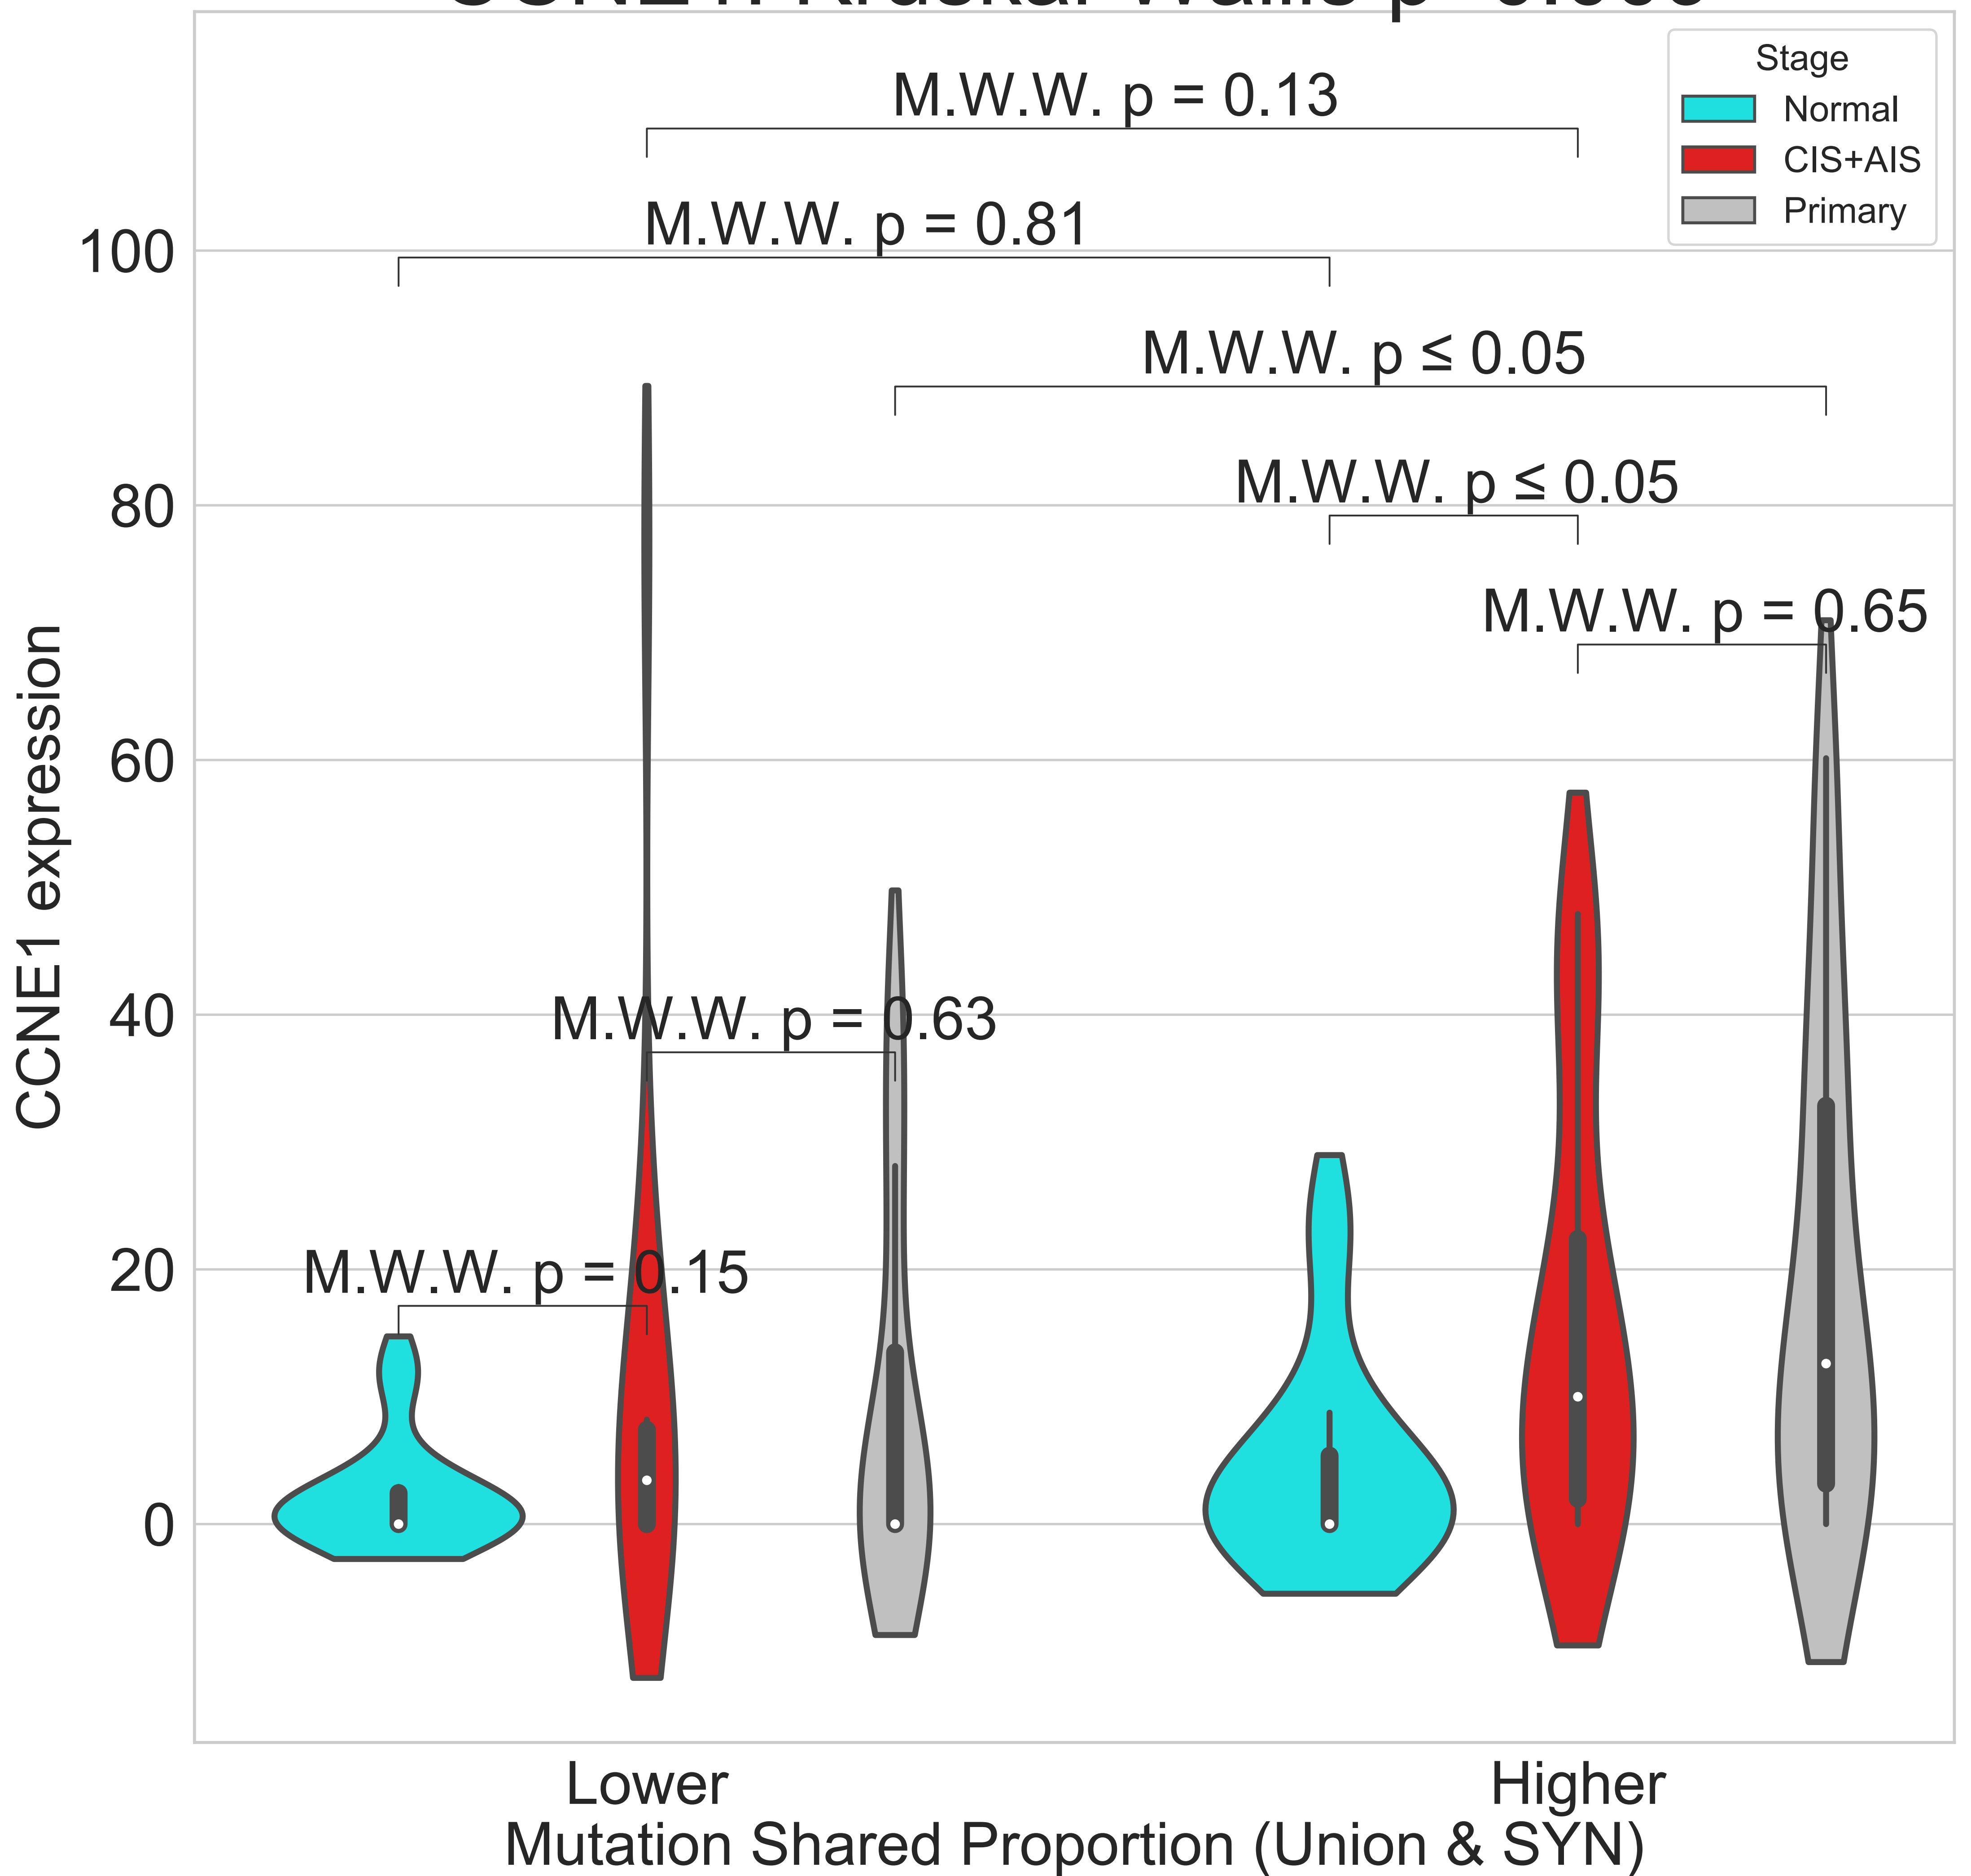 Stage
Normal
CIS+AIS
Primary
M.W.W. p = 0.13
M.W.W. p = 0.81
M.W.W. p ≤ 0.05
M.W.W. p ≤ 0.05
M.W.W. p = 0.65
M.W.W. p = 0.63
M.W.W. p = 0.15
100
80
60
40
20
0
CCNE1 expression
Lower
Higher
Mutation Shared Proportion (Union & SYN)